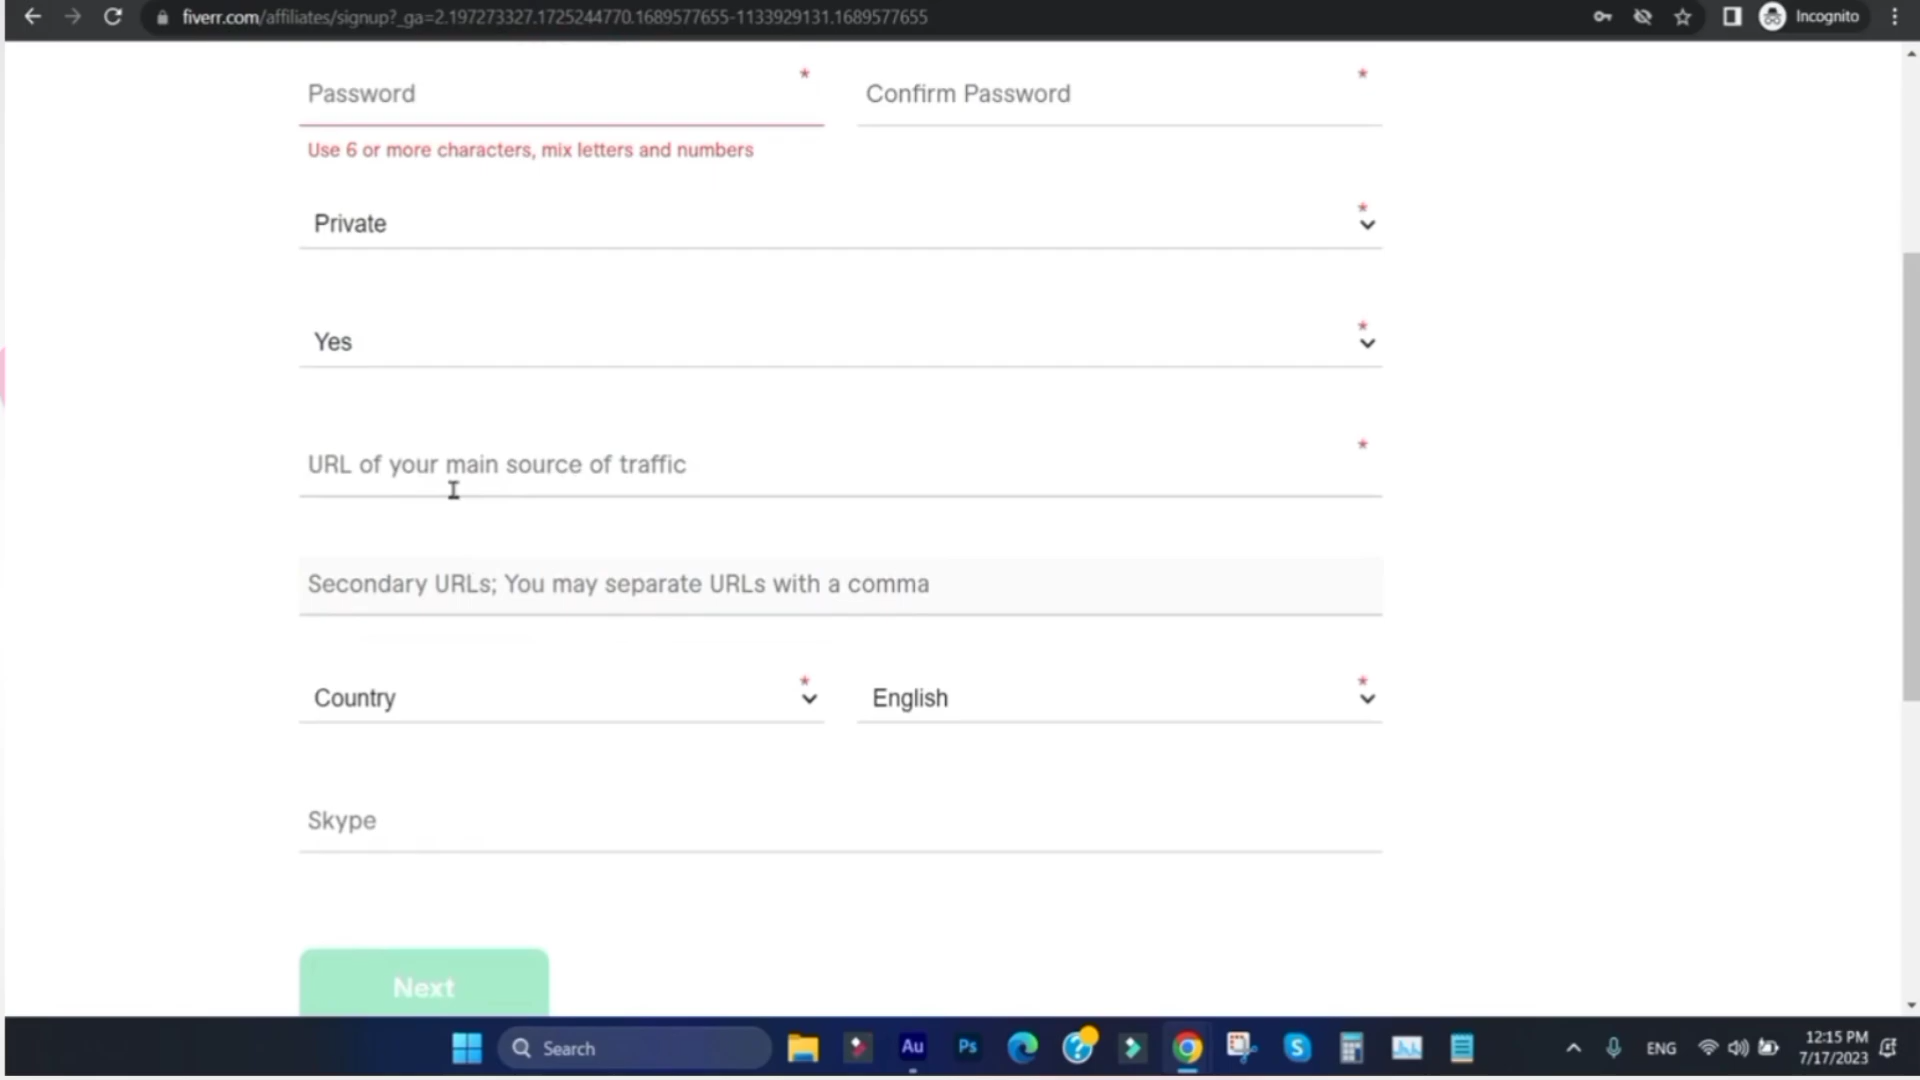 fiverr.com/affiliates/signup?_ga=2.197273327.1725244770.1689577655-1133929131.1689577655
Incognito
Password *
Confirm Password *
Use 6 or more characters, mix letters and numbers
Private *
Yes *
URL of your main source of traffic *
Secondary URLs; You may separate URLs with a comma
Country *
English *
Skype
Next
Search
Au
Ps
ENG
12:15 PM
7/17/2023